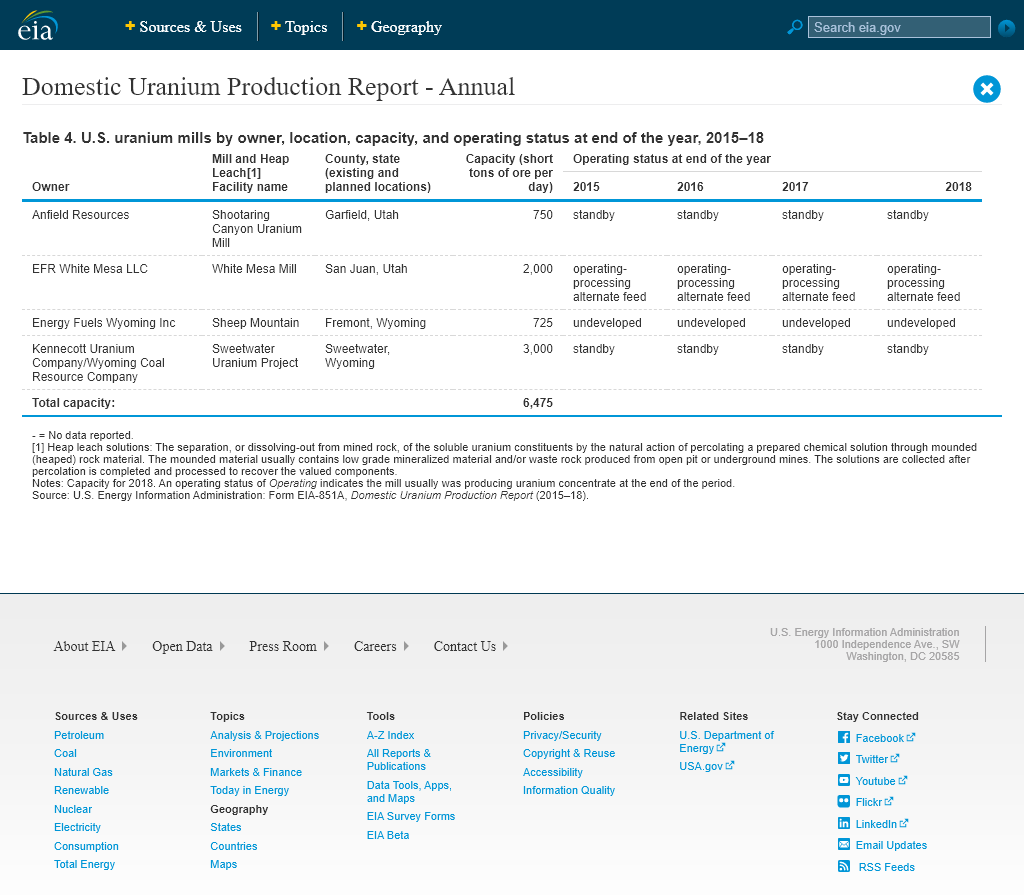 eia
+ Sources & Uses
+ Topics
+ Geography
Search eia.gov
Domestic Uranium Production Report - Annual
Table 4. U.S. uranium mills by owner, location, capacity, and operating status at end of the year, 2015–18
Owner
Mill and Heap
Leach[1]
Facility name
County, state
(existing and
planned locations)
Capacity (short
tons of ore per
day)
Operating status at end of the year
2015 2016 2017 2018
Anfield Resources
Shootaring
Canyon Uranium
Mill
Garfield, Utah
750
standby standby standby standby
EFR White Mesa LLC
White Mesa Mill
San Juan, Utah
2,000
operating-
processing
alternate feed
operating-
processing
alternate feed
operating-
processing
alternate feed
operating-
processing
alternate feed
Energy Fuels Wyoming Inc
Sheep Mountain
Fremont, Wyoming
725
undeveloped undeveloped undeveloped undeveloped
Kennecott Uranium
Company/Wyoming Coal
Resource Company
Sweetwater
Uranium Project
Sweetwater,
Wyoming
3,000
standby standby standby standby
Total capacity: 6,475
- = No data reported.
[1] Heap leach solutions: The separation, or dissolving-out from mined rock, of the soluble uranium constituents by the natural action of percolating a prepared chemical solution through mounded
(heaped) rock material. The mounded material usually contains low grade mineralized material and/or waste rock produced from open pit or underground mines. The solutions are collected after
percolation is completed and processed to recover the valued components.
Notes: Capacity for 2018. An operating status of Operating indicates the mill usually was producing uranium concentrate at the end of the period.
Source: U.S. Energy Information Administration: Form EIA-851A, Domestic Uranium Production Report (2015–18).
About EIA
Open Data
Press Room
Careers
Contact Us
U.S. Energy Information Administration
1000 Independence Ave., SW
Washington, DC 20585
Sources & Uses
Petroleum
Coal
Natural Gas
Renewable
Nuclear
Electricity
Consumption
Total Energy
Topics
Analysis & Projections
Environment
Markets & Finance
Today in Energy
Geography
States
Countries
Maps
Tools
A-Z Index
All Reports &
Publications
Data Tools, Apps,
and Maps
EIA Survey Forms
EIA Beta
Policies
Privacy/Security
Copyright & Reuse
Accessibility
Information Quality
Related Sites
U.S. Department of
Energy
USA.gov
Stay Connected
Facebook
Twitter
Youtube
Flickr
LinkedIn
Email Updates
RSS Feeds